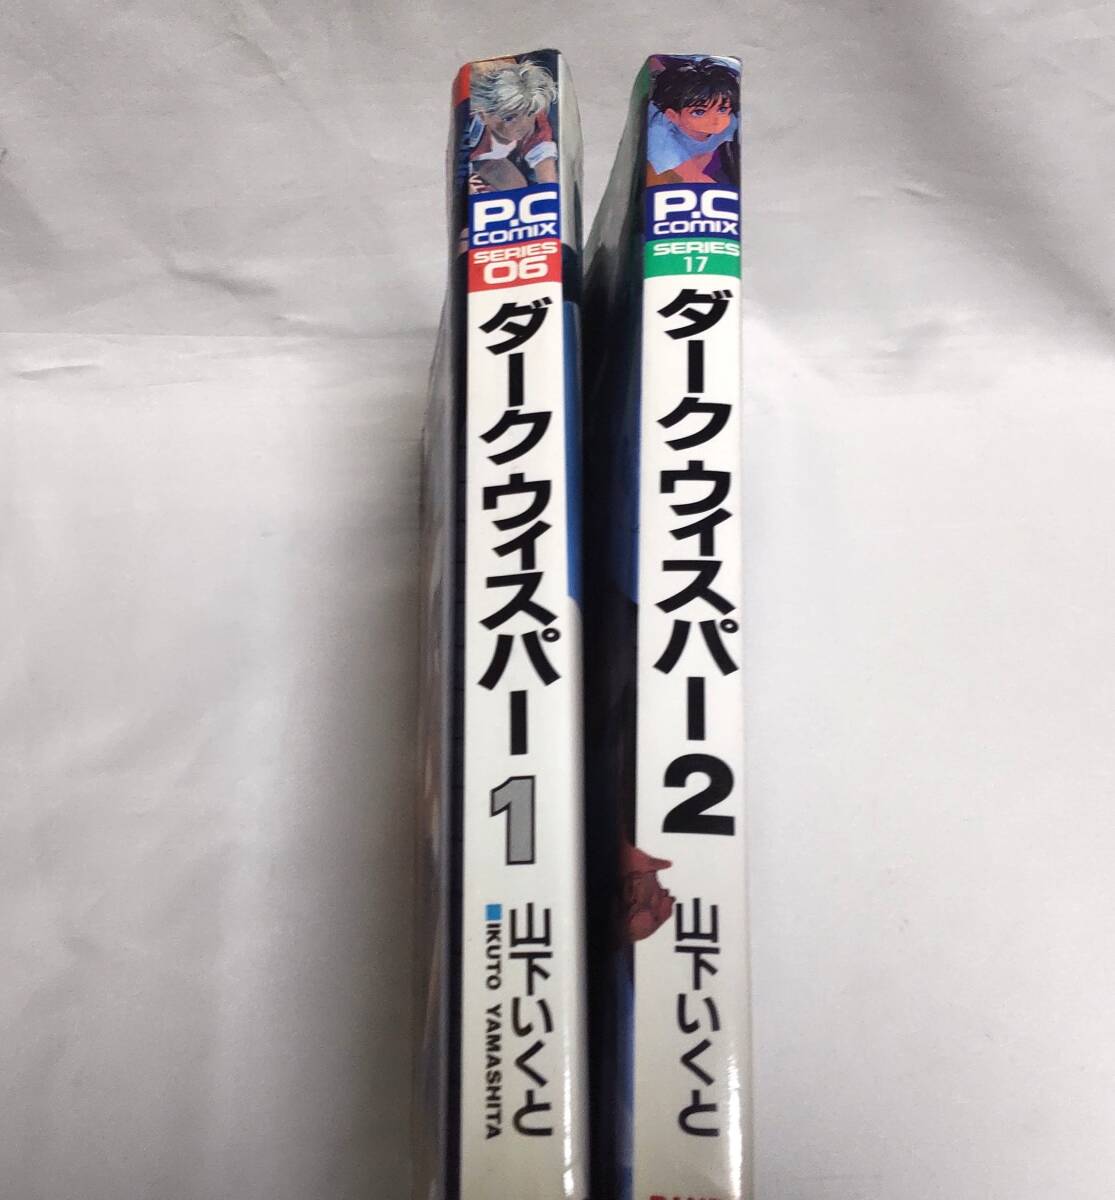 P.C
COMIX
SERIES
06
ダークウィスパー 1
山下いくと
IKUTO YAMASHITA
P.C
COMIX
SERIES
17
ダークウィスパー 2
山下いくと